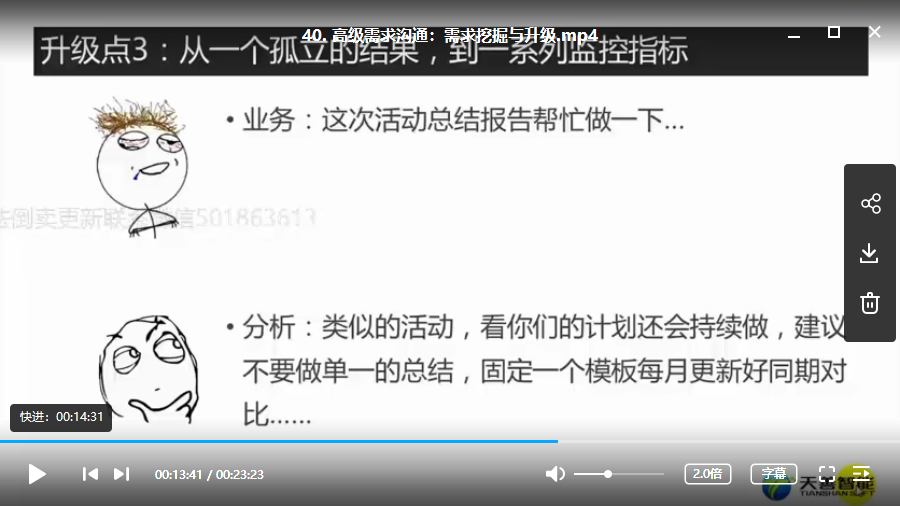 40. 高级需求沟通：需求挖掘与升级.mp4
升级点3：从一个孤立的结果，到一系列监控指标
• 业务：这次活动总结报告帮忙做一下…
倒卖更新联系微信501863613
• 分析：类似的活动，看你们的计划还会持续做，建议
不要做单一的总结，固定一个模板每月更新好同期对
比……
快进：00:14:31
00:13:41 / 00:23:23
2.0倍
字幕
天善智能
TIANSHANSOFT